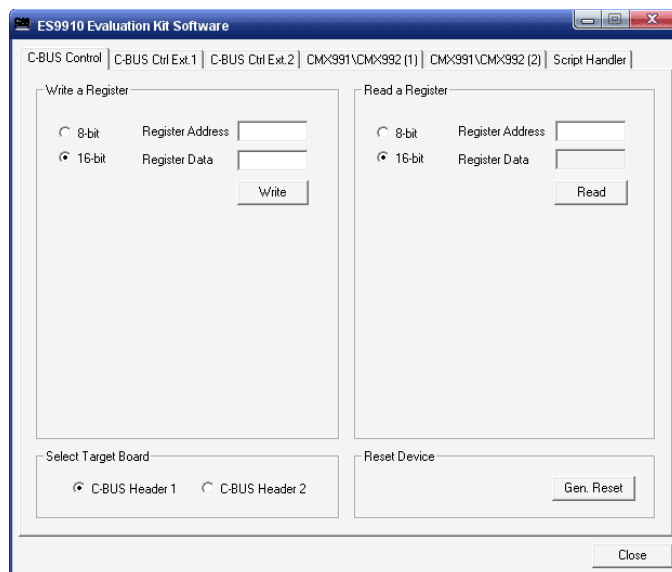 ES9910 Evaluation Kit Software
C-BUS Control C-BUS Ctrl Ext.1 C-BUS Ctrl Ext.2 CMX991\CMX992 (1) CMX991\CMX992 (2) Script Handler
Write a Register
8-bit Register Address
16-bit Register Data
Write
Read a Register
8-bit Register Address
16-bit Register Data
Read
Select Target Board
C-BUS Header 1 C-BUS Header 2
Reset Device
Gen. Reset
Close